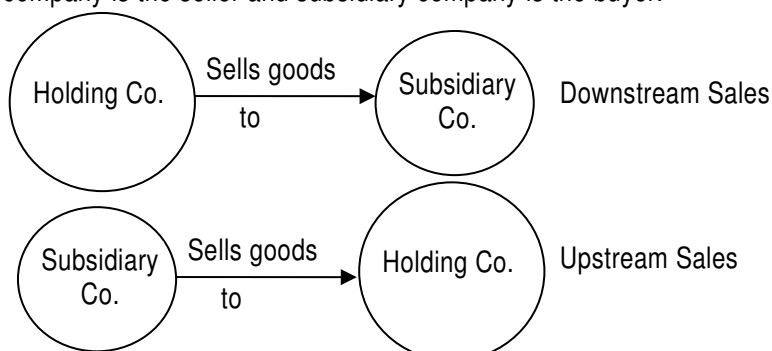 company is the seller and subsidiary company is the buyer.
Holding Co.
Sells goods
to
Subsidiary
Co.
Downstream Sales
Subsidiary
Co.
Sells goods
to
Holding Co.
Upstream Sales